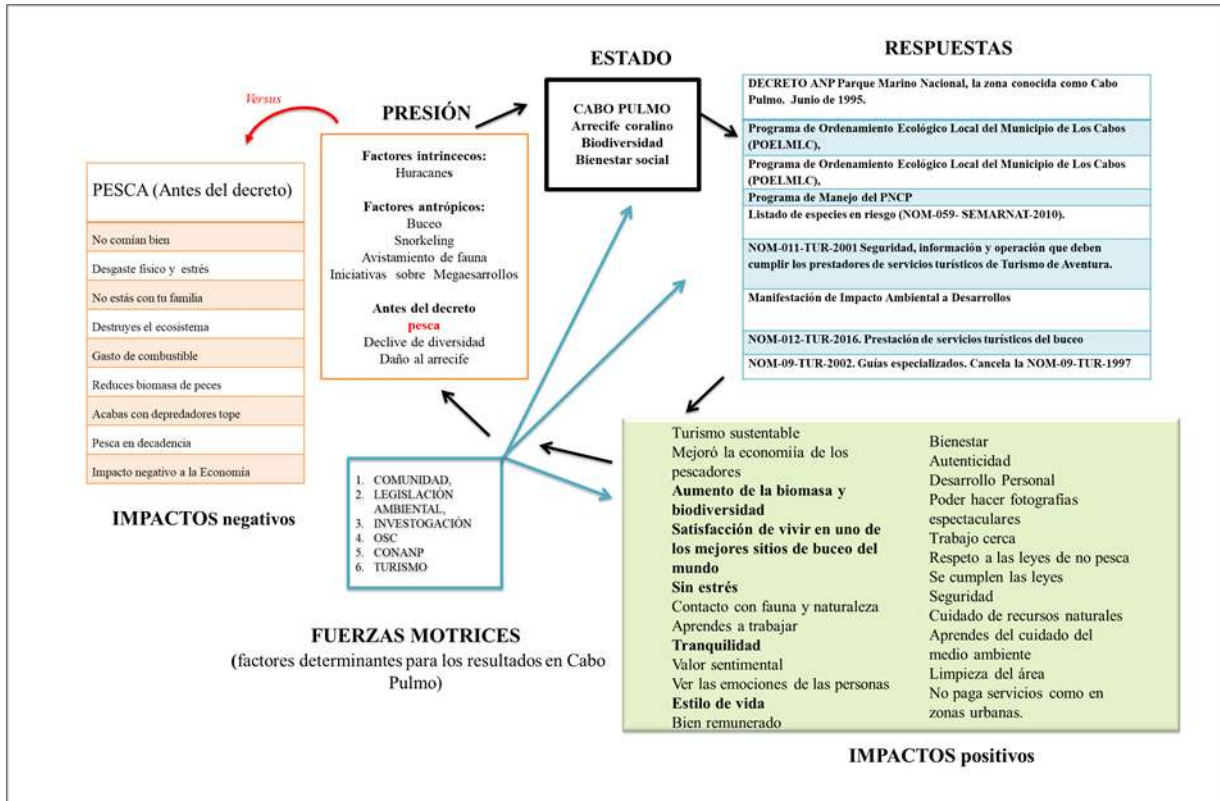 ESTADO
CABO PULMO
Arrecife coralino
Biodiversidad
Bienestar social
RESPUESTAS
DECRETO ANP Parque Marino Nacional, la zona conocida como Cabo
Pulmo. Junio de 1995.
Programa de Ordenamiento Ecológico Local del Municipio de Los Cabos
(POELMLC),
Programa de Ordenamiento Ecológico Local del Municipio de Los Cabos
(POELMLC),
Programa de Manejo del PNCP
Listado de especies en riesgo (NOM-059- SEMARNAT-2010).
NOM-011-TUR-2001 Seguridad, información y operación que deben
cumplir los prestadores de servicios turísticos de Turismo de Aventura.
Manifestación de Impacto Ambiental a Desarrollos
NOM-012-TUR-2016. Prestación de servicios turísticos del buceo
NOM-09-TUR-2002. Guías especializados. Cancela la NOM-09-TUR-1997
Versus
PRESIÓN
Factores intrincecos:
Huracanes
Factores antrópicos:
Buceo
Snorkeling
Avistamiento de fauna
Iniciativas sobre Megaesarrollos
Antes del decreto
pesca
Declive de diversidad
Daño al arrecife
PESCA (Antes del decreto)
No comían bien
Desgaste físico y estrés
No estás con tu familia
Destruyes el ecosistema
Gasto de combustible
Reduces biomasa de peces
Acabas con depredadores tope
Pesca en decadencia
Impacto negativo a la Economía
IMPACTOS negativos
1. COMUNIDAD,
2. LEGISLACIÓN
AMBIENTAL,
3. INVESTOGACIÓN
4. OSC
5. CONANP
6. TURISMO
FUERZAS MOTRICES
(factores determinantes para los resultados en Cabo
Pulmo)
Turismo sustentable
Mejoró la economiía de los
pescadores
Aumento de la biomasa y
biodiversidad
Satisfacción de vivir en uno de
los mejores sitios de buceo del
mundo
Sin estrés
Contacto con fauna y naturaleza
Aprendes a trabajar
Tranquilidad
Valor sentimental
Ver las emociones de las personas
Estilo de vida
Bien remunerado
Bienestar
Autenticidad
Desarrollo Personal
Poder hacer fotografías
espectaculares
Trabajo cerca
Respeto a las leyes de no pesca
Se cumplen las leyes
Seguridad
Cuidado de recursos naturales
Aprendes del cuidado del
medio ambiente
Limpieza del área
No paga servicios como en
zonas urbanas.
IMPACTOS positivos